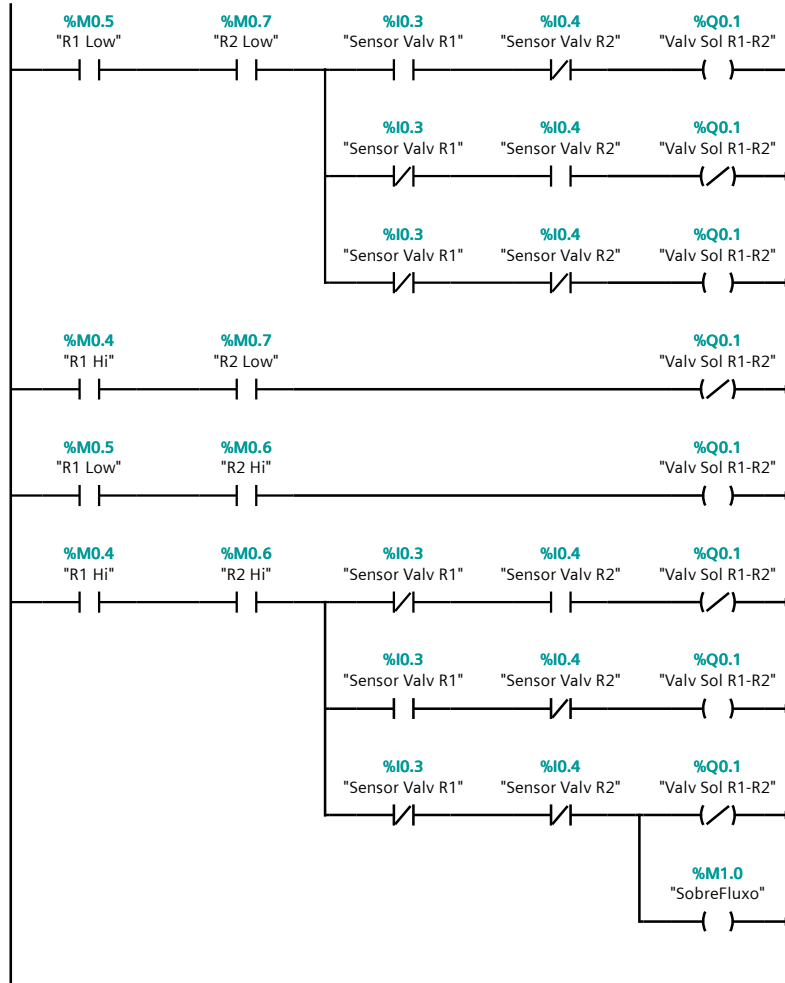 %M0.5 %M0.7 %I0.3 %I0.4 %Q0.1
"R1 Low" "R2 Low" "Sensor Valv R1" "Sensor Valv R2" "Valv Sol R1-R2"
%I0.3 %I0.4 %Q0.1
"Sensor Valv R1" "Sensor Valv R2" "Valv Sol R1-R2"
%I0.3 %I0.4 %Q0.1
"Sensor Valv R1" "Sensor Valv R2" "Valv Sol R1-R2"
%M0.4 %M0.7 %Q0.1
"R1 Hi" "R2 Low" "Valv Sol R1-R2"
%M0.5 %M0.6 %Q0.1
"R1 Low" "R2 Hi" "Valv Sol R1-R2"
%M0.4 %M0.6 %I0.3 %I0.4 %Q0.1
"R1 Hi" "R2 Hi" "Sensor Valv R1" "Sensor Valv R2" "Valv Sol R1-R2"
%I0.3 %I0.4 %Q0.1
"Sensor Valv R1" "Sensor Valv R2" "Valv Sol R1-R2"
%I0.3 %I0.4 %Q0.1
"Sensor Valv R1" "Sensor Valv R2" "Valv Sol R1-R2"
%M1.0
"SobreFluxo"